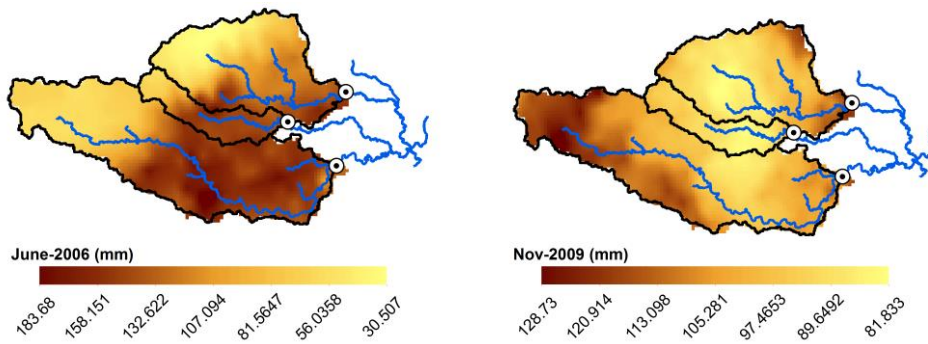 June-2006 (mm)
183.68 158.151 132.622 107.094 81.5647 56.0358 30.507
Nov-2009 (mm)
128.73 120.914 113.098 105.281 97.4653 89.6492 81.833